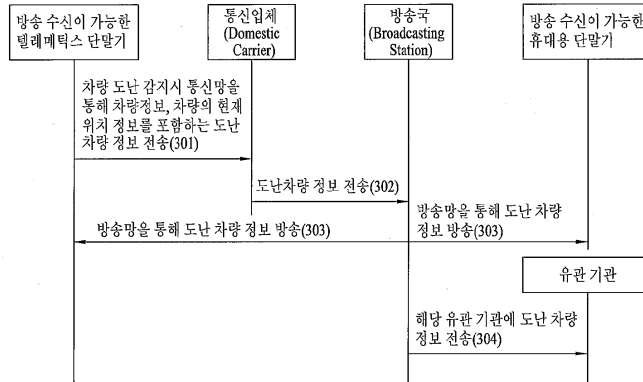 방송 수신이 가능한
텔레메틱스 단말기
통신업체
(Domestic
Carrier)
방송국
(Broadcasting
Station)
방송 수신이 가능한
휴대용 단말기
차량 도난 감지시 통신망을
통해 차량정보, 차량의 현재
위치 정보를 포함하는 도난
차량 정보 전송(301)
도난차량 정보 전송(302)
방송망을 통해 도난 차량 정보 방송(303)
방송망을 통해 도난 차량
정보 방송(303)
유관 기관
해당 유관 기관에 도난 차량
정보 전송(304)